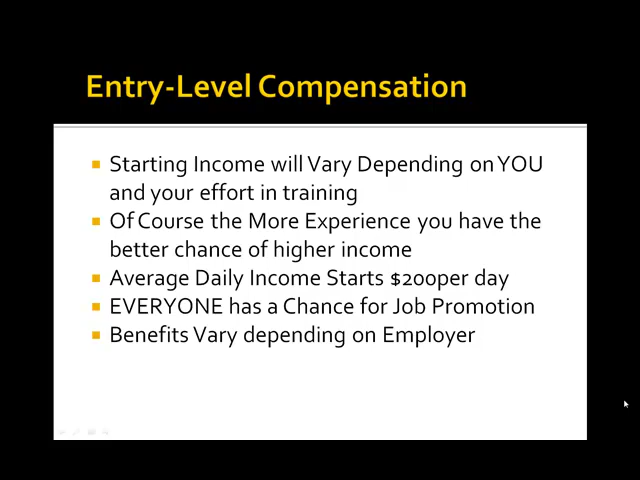 Entry-Level Compensation
Starting Income will Vary Depending on YOU
and your effort in training
Of Course the More Experience you have the
better chance of higher income
Average Daily Income Starts $200per day
EVERYONE has a Chance for Job Promotion
Benefits Vary depending on Employer